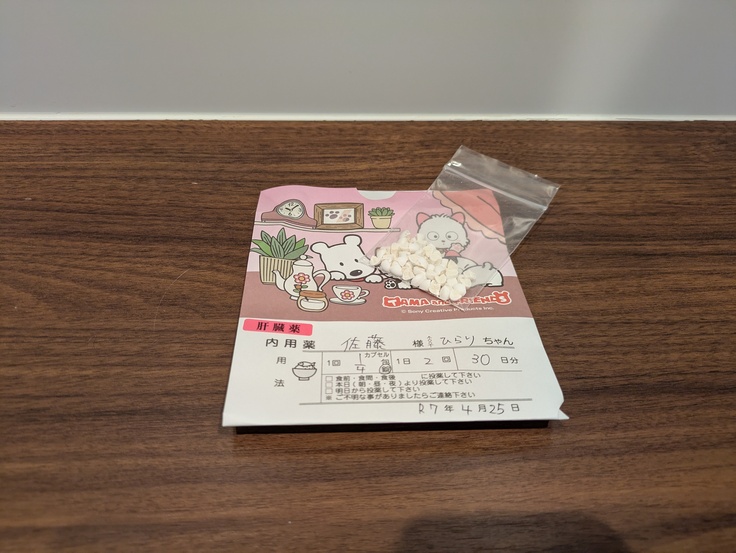 TAMA AND FRIENDS
© Sony Creative Products Inc.
肝臓薬
内用薬 佐藤 様 ひらり ちゃん
用法
1回 1/4 カプセル 包 錠 1日 2 回 30 日分
□ 食前・食間・食後 に投薬して下さい
□ 本日(朝・昼・夜)より投薬して下さい
□ 明日から投薬して下さい
※ ご不明な事がありましたらご連絡下さい
R7 年 4 月 25 日